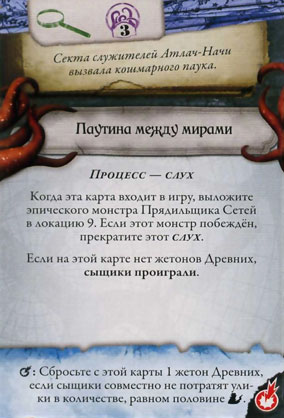 3
Секта служителей Атлач-Начи
вызвала кошмарного паука.
Паутина между мирами
Процесс — слух
Когда эта карта входит в игру, выложите
эпического монстра Прядильщика Сетей
в локацию 9. Если этот монстр побеждён,
прекратите этот слух.
Если на этой карте нет жетонов Древних,
сыщики проиграли.
: Сбросьте с этой карты 1 жетон Древних,
если сыщики совместно не потратят ули-
ки в количестве, равном половине .